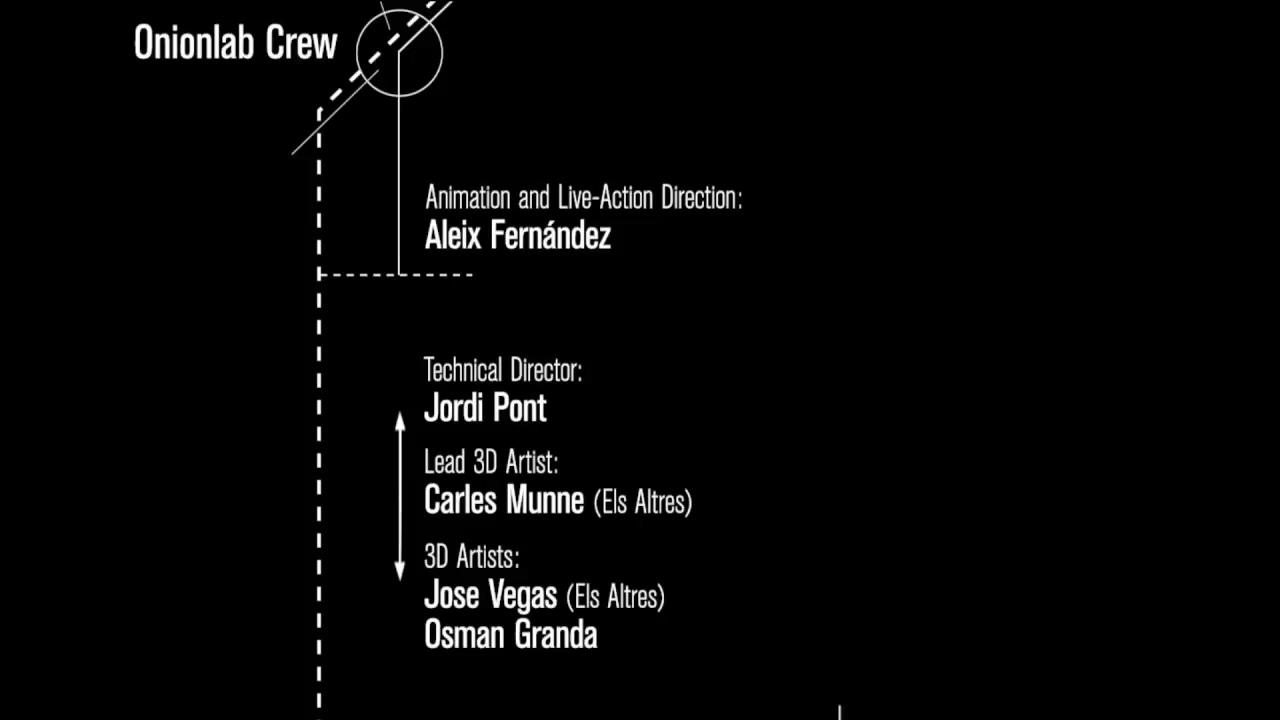 Onionlab Crew
Animation and Live-Action Direction:
Aleix Fernández
Technical Director:
Jordi Pont
Lead 3D Artist:
Carles Munne (Els Altres)
3D Artists:
Jose Vegas (Els Altres)
Osman Granda